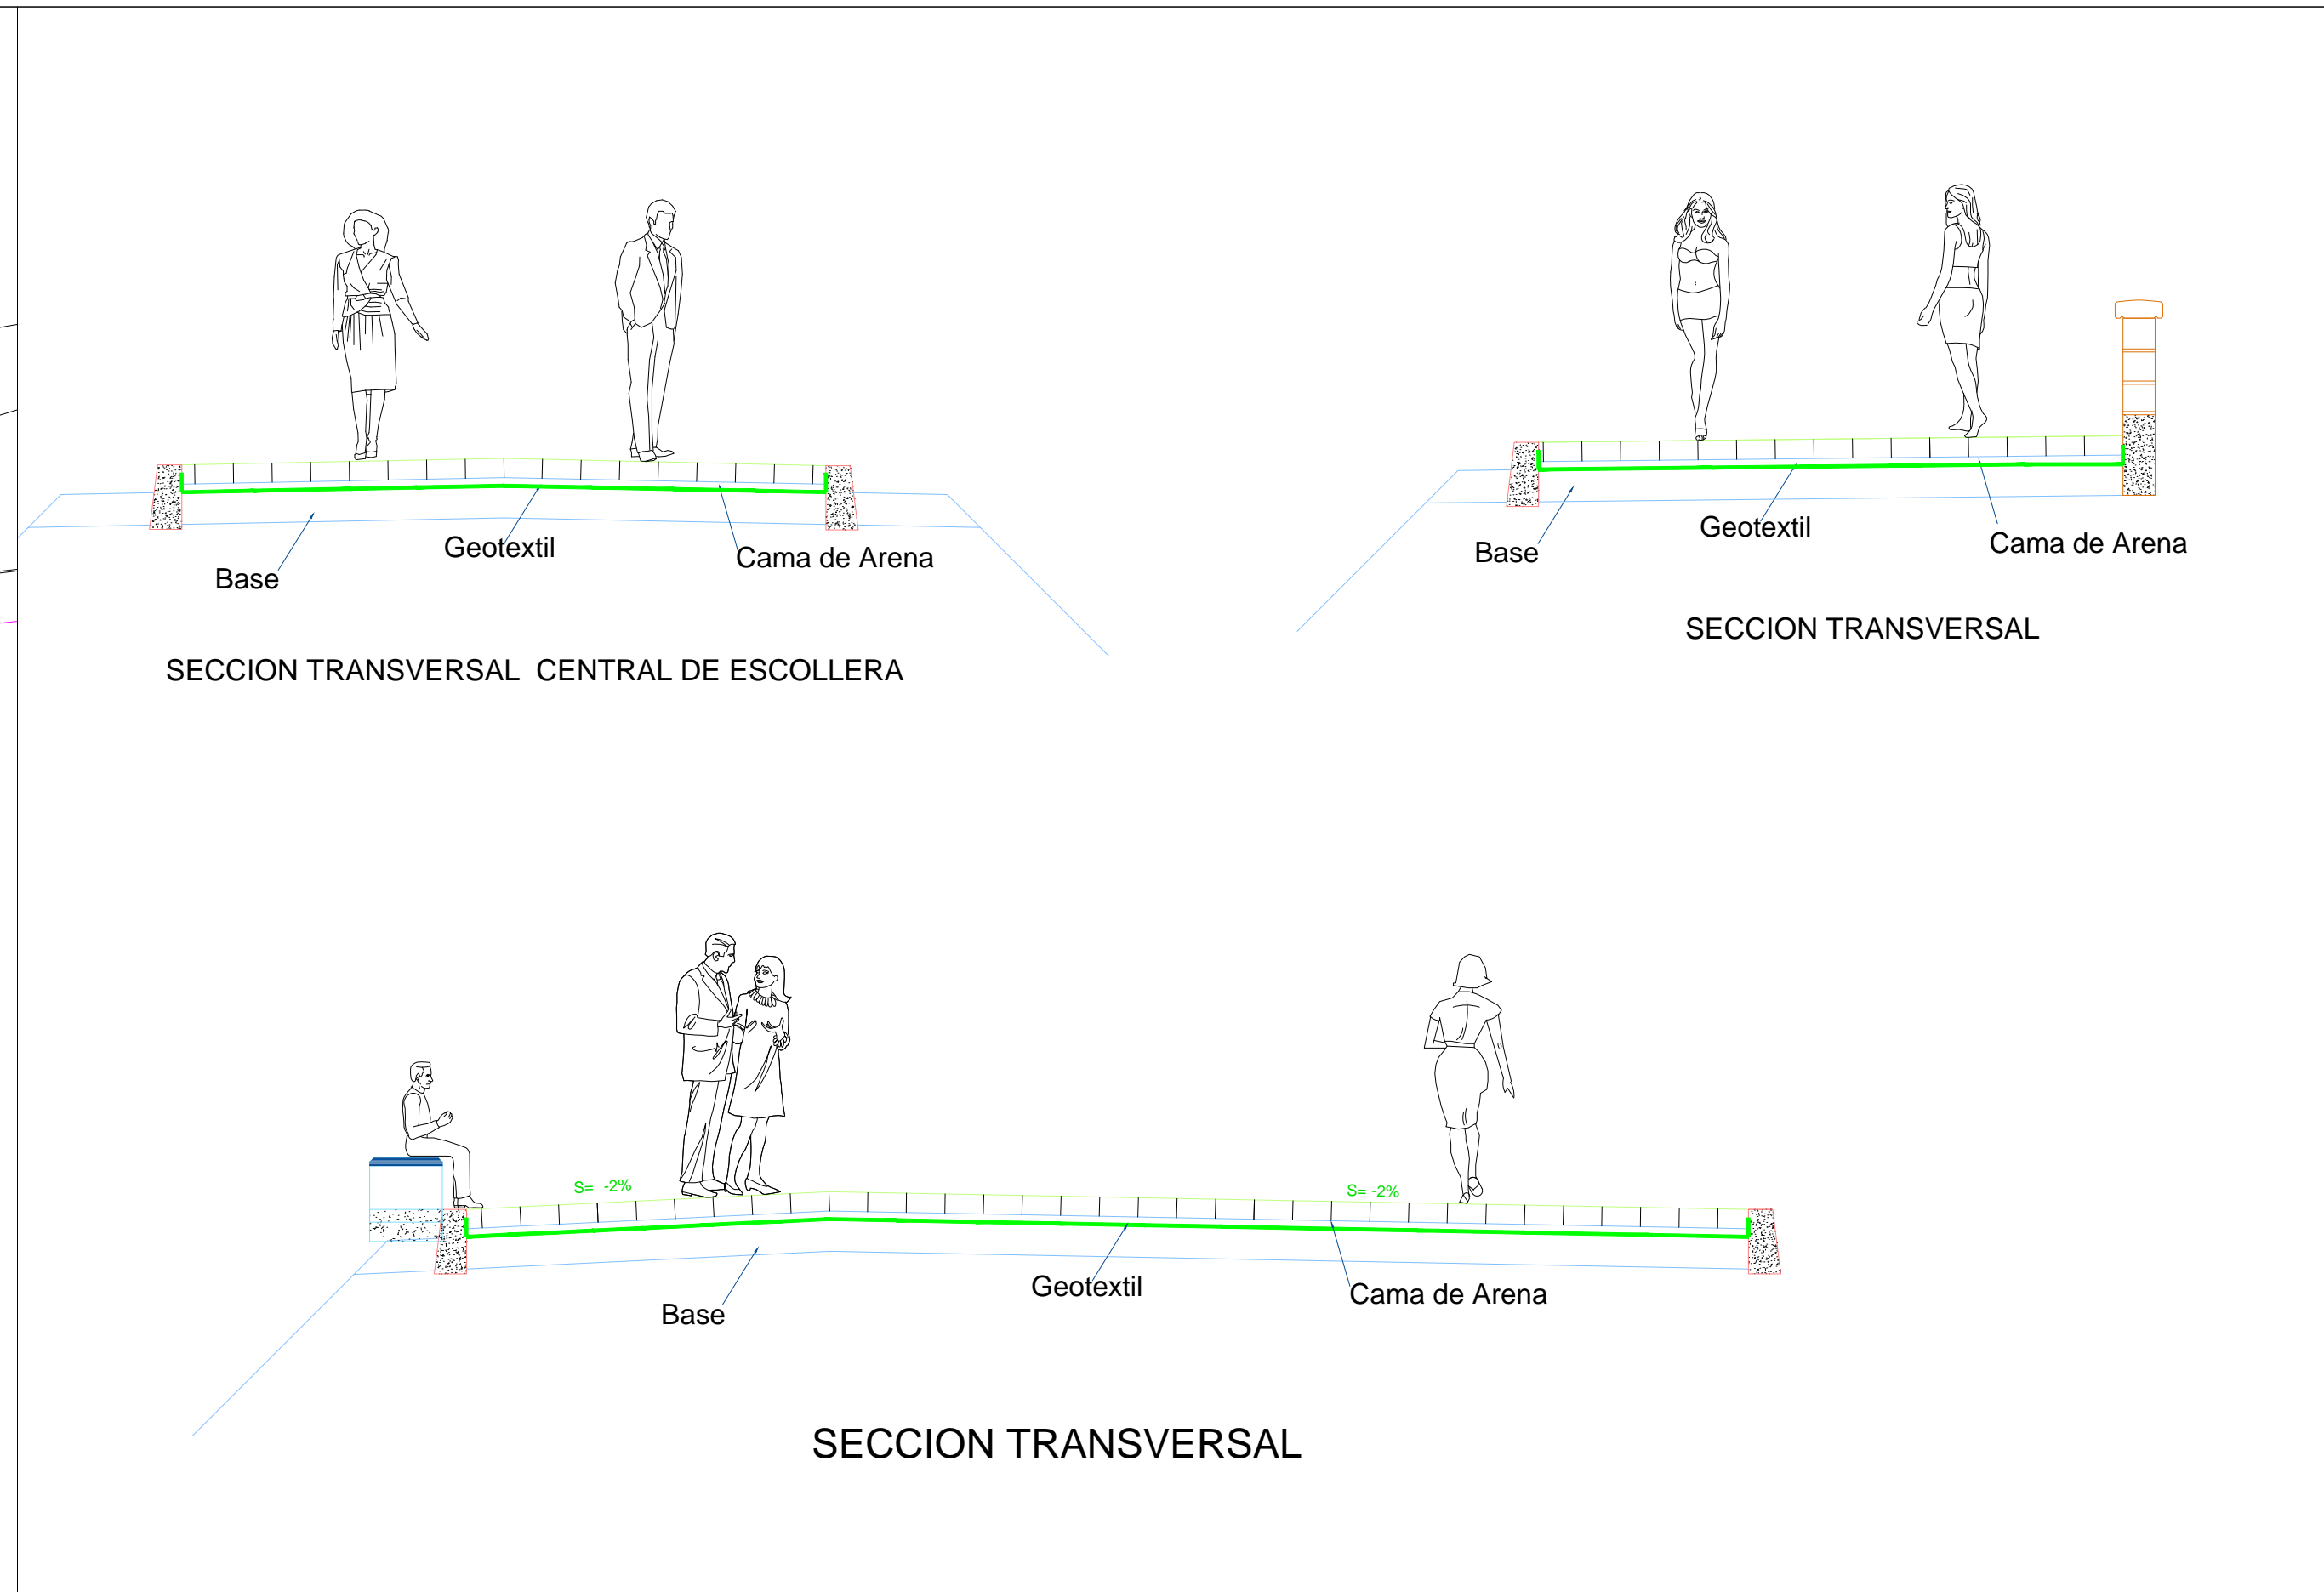 Geotextil
Cama de Arena
Base
SECCION TRANSVERSAL  CENTRAL DE ESCOLLERA
Geotextil
Cama de Arena
Base
SECCION TRANSVERSAL
S=  -2%
S= -2%
Geotextil
Cama de Arena
Base
SECCION TRANSVERSAL